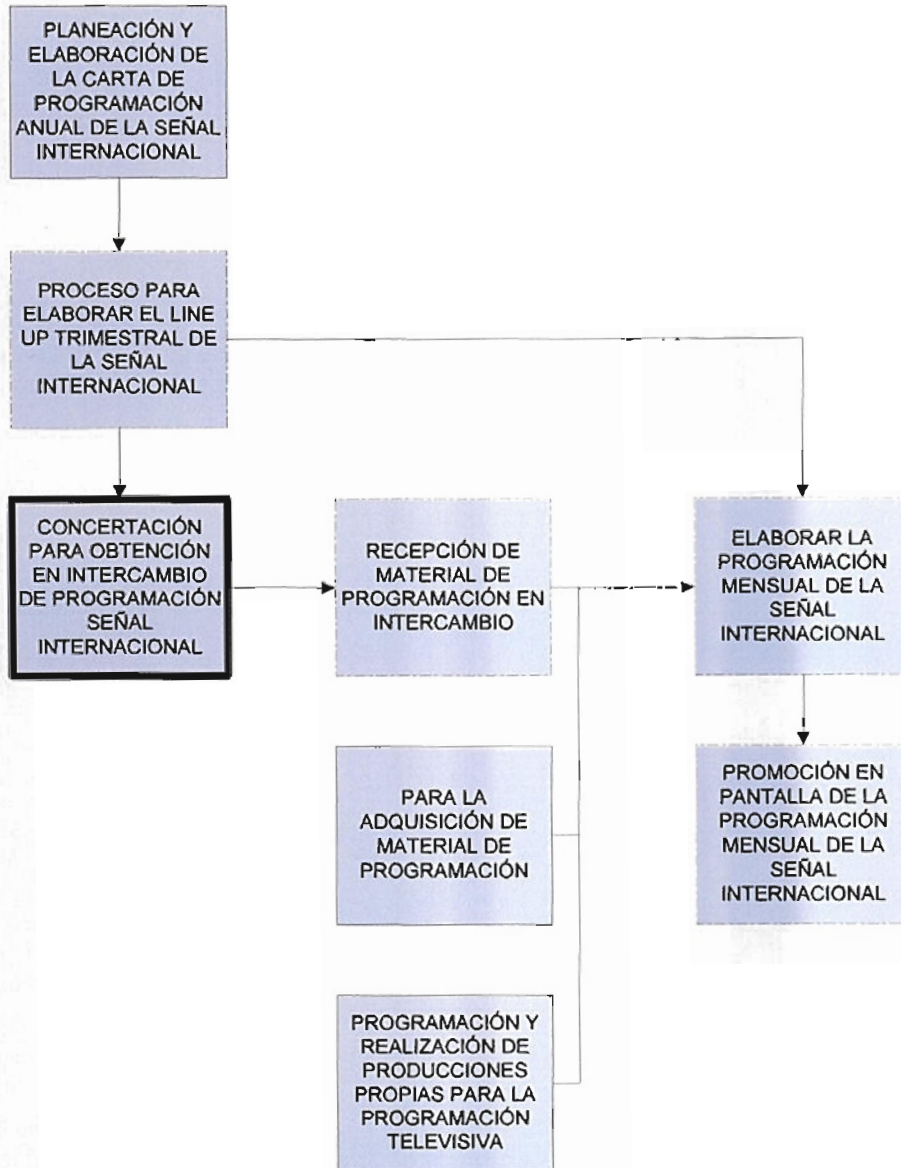 PLANEACIÓN Y
ELABORACIÓN DE
LA CARTA DE
PROGRAMACIÓN
ANUAL DE LA SEÑAL
INTERNACIONAL
PROCESO PARA
ELABORAR EL LINE
UP TRIMESTRAL DE
LA SEÑAL
INTERNACIONAL
CONCERTACIÓN
PARA OBTENCIÓN
EN INTERCAMBIO
DE PROGRAMACIÓN
SEÑAL
INTERNACIONAL
RECEPCIÓN DE
MATERIAL DE
PROGRAMACIÓN EN
INTERCAMBIO
ELABORAR LA
PROGRAMACIÓN
MENSUAL DE LA
SEÑAL
INTERNACIONAL
PARA LA
ADQUISICIÓN DE
MATERIAL DE
PROGRAMACIÓN
PROMOCIÓN EN
PANTALLA DE LA
PROGRAMACIÓN
MENSUAL DE LA
SEÑAL
INTERNACIONAL
PROGRAMACIÓN Y
REALIZACIÓN DE
PRODUCCIONES
PROPIAS PARA LA
PROGRAMACIÓN
TELEVISIVA